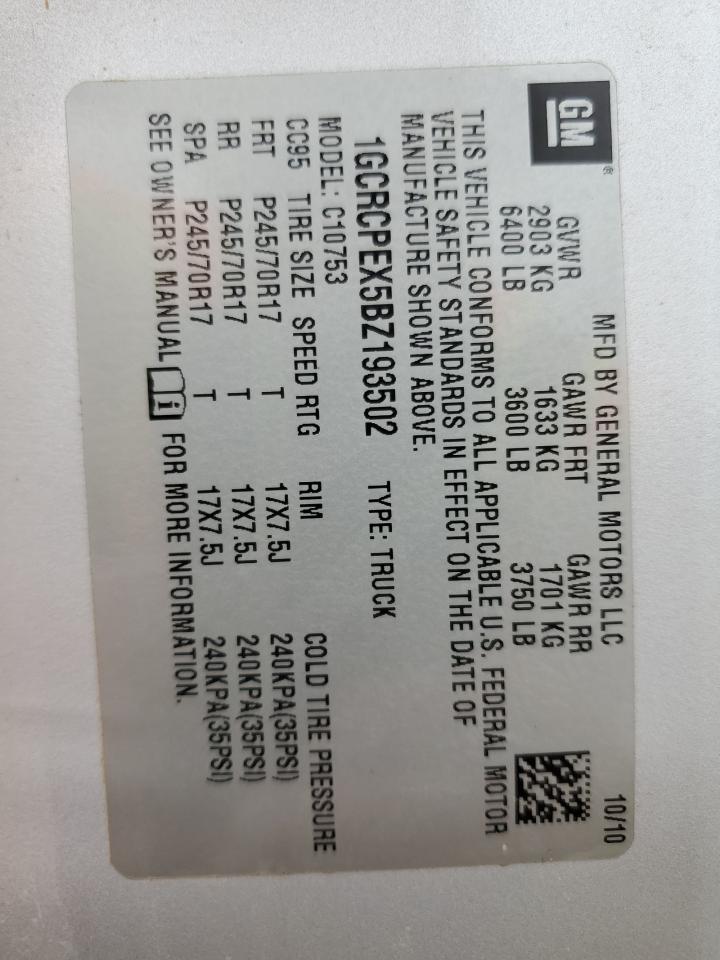 GM®
MFD BY GENERAL MOTORS LLC 10/10
GVWR GAWR FRT GAWR RR
2903 KG 1633 KG 1701 KG
6400 LB 3600 LB 3750 LB
THIS VEHICLE CONFORMS TO ALL APPLICABLE U.S. FEDERAL MOTOR
VEHICLE SAFETY STANDARDS IN EFFECT ON THE DATE OF
MANUFACTURE SHOWN ABOVE.
1GCRCPEX5BZ193502 TYPE: TRUCK
MODEL: C10753
CC95 TIRE SIZE SPEED RTG RIM COLD TIRE PRESSURE
FRT P245/70R17 T 17X7.5J 240KPA(35PSI)
RR P245/70R17 T 17X7.5J 240KPA(35PSI)
SPA P245/70R17 T 17X7.5J 240KPA(35PSI)
SEE OWNER'S MANUAL i FOR MORE INFORMATION.